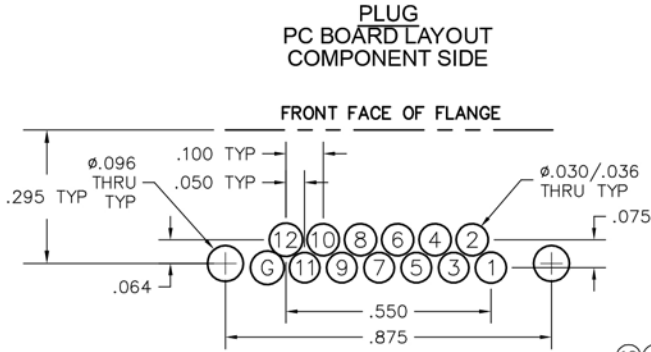 PLUG
PC BOARD LAYOUT
COMPONENT SIDE
FRONT FACE OF FLANGE
.100 TYP
.050 TYP
ø.096
THRU
TYP
.295 TYP
ø.030/.036
THRU TYP
.075
12 10 8 6 4 2
G 11 9 7 5 3 1
.064
.550
.875